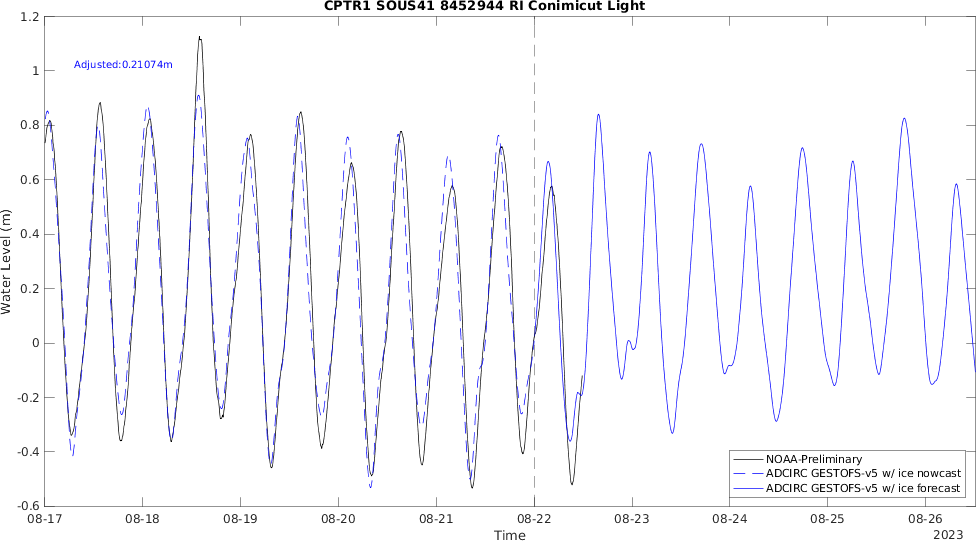 CPTR1 SOUS41 8452944 RI Conimicut Light
Adjusted:0.21074m
Water Level (m)
1.2
1
0.8
0.6
0.4
0.2
0
-0.2
-0.4
-0.6
NOAA-Preliminary
ADCIRC GESTOFS-v5 w/ ice nowcast
ADCIRC GESTOFS-v5 w/ ice forecast
08-17 08-18 08-19 08-20 08-21 08-22 08-23 08-24 08-25 08-26
Time
2023